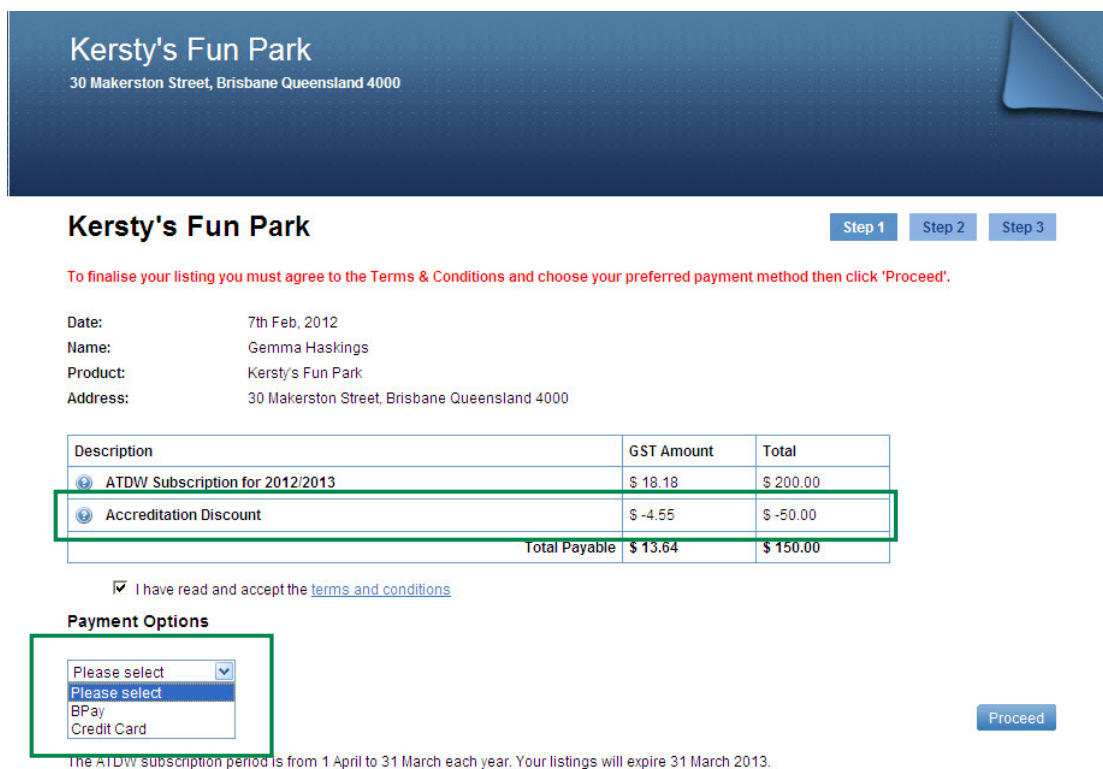 Kersty's Fun Park
30 Makerston Street, Brisbane Queensland 4000
Kersty's Fun Park
Step 1 Step 2 Step 3
To finalise your listing you must agree to the Terms & Conditions and choose your preferred payment method then click 'Proceed'.
Date: 7th Feb, 2012
Name: Gemma Haskings
Product: Kersty's Fun Park
Address: 30 Makerston Street, Brisbane Queensland 4000
Description GST Amount Total
? ATDW Subscription for 2012/2013 $ 18.18 $ 200.00
? Accreditation Discount $ -4.55 $ -50.00
Total Payable $ 13.64 $ 150.00
I have read and accept the terms and conditions
Payment Options
Please select
Please select
BPay
Credit Card
Proceed
The ATDW subscription period is from 1 April to 31 March each year. Your listings will expire 31 March 2013.